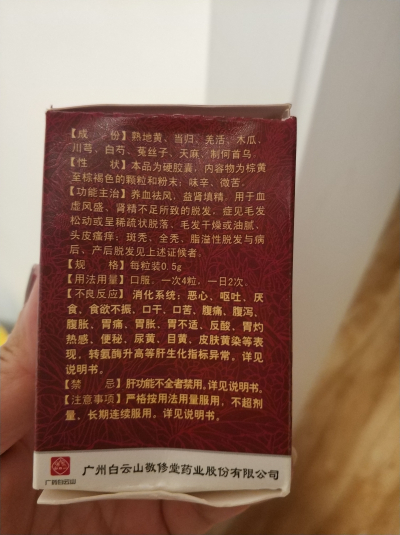 【成　　份】熟地黄、当归、羌活、木瓜、
川芎、白芍、菟丝子、天麻、制何首乌。
【性　　状】本品为硬胶囊，内容物为棕黄
至棕褐色的颗粒和粉末；味辛、微苦。
【功能主治】养血祛风，益肾填精。用于血
虚风盛，肾精不足所致的脱发，症见毛发
松动或呈稀疏状脱落、毛发干燥或油腻、
头皮瘙痒；斑秃、全秃、脂溢性脱发与病
后、产后脱发见上述证候者。
【规　　格】每粒装0.5g
【用法用量】口服，一次4粒，一日2次。
【不良反应】消化系统：恶心、呕吐、厌
食、食欲不振、口干、口苦、腹痛、腹泻、
腹胀、胃痛、胃胀、胃不适、反酸、胃灼
热感、便秘、尿黄、目黄、皮肤黄染等表
现，转氨酶升高等肝生化指标异常。详见
说明书。
【禁　　忌】肝功能不全者禁用。详见说明书。
【注意事项】严格按用法用量服用，不超剂
量、长期连续服用。详见说明书。
广州白云山敬修堂药业股份有限公司
广药白云山